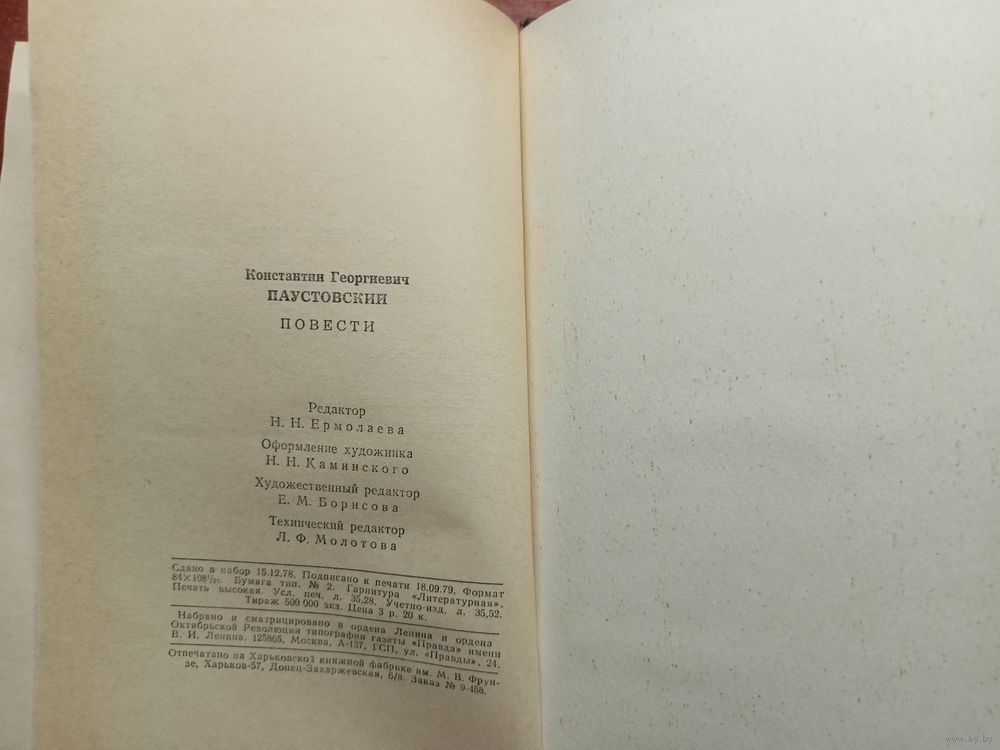 Константин Георгиевич
ПАУСТОВСКИЙ
ПОВЕСТИ
Редактор
Н. Н. Ермолаева
Оформление художника
Н. Н. Каминского
Художественный редактор
Е. М. Борисова
Технический редактор
Л. Ф. Молотова
Сдано в набор 15.12.78. Подписано к печати 18.09.79. Формат
84×108¹/₃₂. Бумага тип. № 2. Гарнитура «Литературная».
Печать высокая. Усл. печ. л. 35,28. Учетно-изд. л. 35,52.
Тираж 500 000 экз. Цена 3 р. 20 к.
Набрано и сматрицировано в ордена Ленина и ордена
Октябрьской Революции типографии газеты «Правда» имени
В. И. Ленина. 125865, Москва, А-137, ГСП, ул. «Правды», 24.
Отпечатано на Харьковской книжной фабрике им. М. В. Фрун-
зе, Харьков-57, Донец-Захаржевская, 6/8. Заказ № 9-458.
www.ay.by